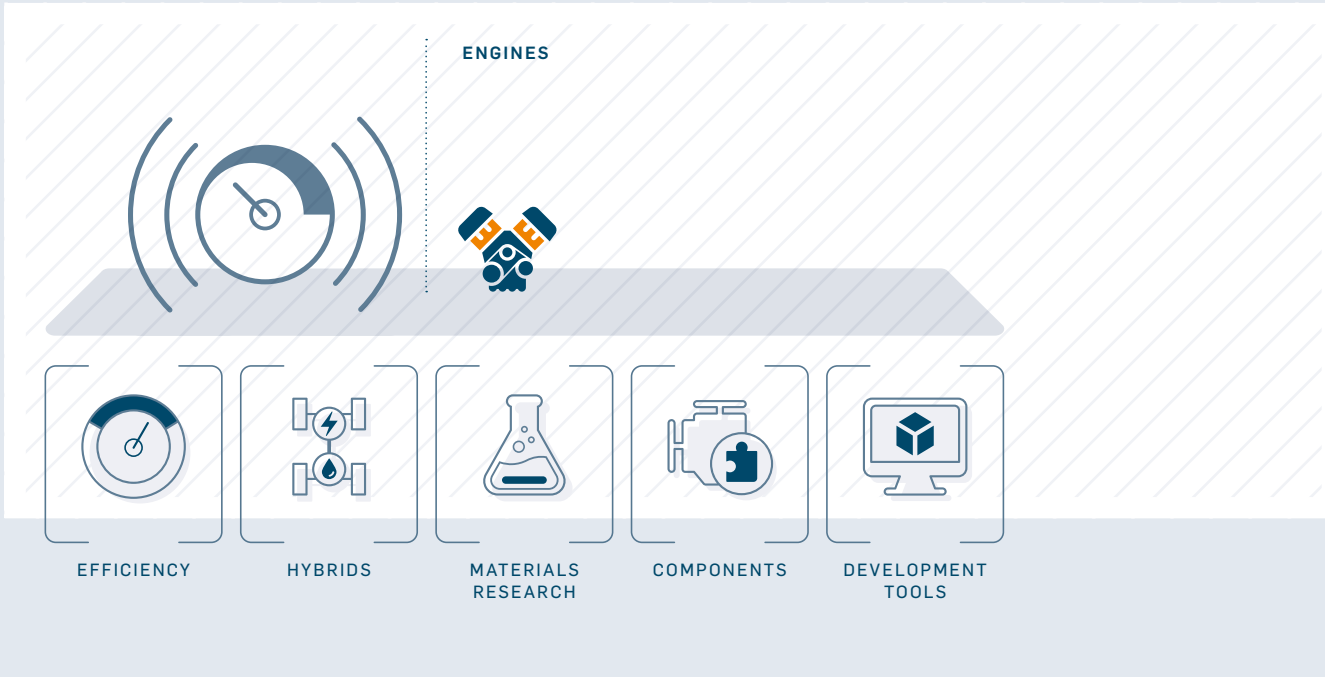 ENGINES
EFFICIENCY
HYBRIDS
MATERIALS
RESEARCH
COMPONENTS
DEVELOPMENT
TOOLS